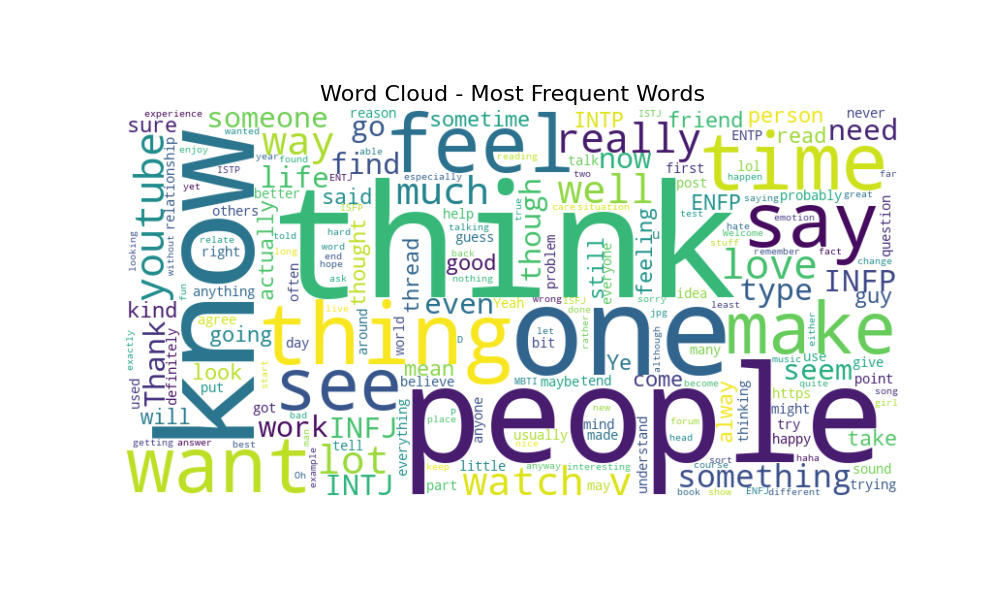 Word Cloud - Most Frequent Words
experience
sure
someone
wanted
way
reason
go
find
able
feel
sometime
really
INTP
talk
now
ISTJ
friend
ENTP
person
read
never
need
youtube
relationship
enjoy
know
ISTP
year
found
life
ENTJ
said
much
especially
reading
two
well
first
lol
post
happen
time
far
yet
better
others
ISFP
think
help
talking
guess
true
though
care
situation
feeling
u
ENFP
test
saying
probably
great
Welcome
emotion
hate
say
question
looking
without
relate
right
actually
told
hard
word
end
hope
ask
long
often
thought
thread
back
good
nothing
problem
still
everyone
stuff
remember
fact
love
change
fun
anything
idea
type
INFP
guy
kind
agree
going
live
thing
day
around
world
even
Yeah
D
wrong
ISFJ
one
done
rather
let
bit
sorry
jpg
although
least
many
make
either
exactly
Thank
definitely
used
look
put
start
see
mean
believe
MBTI
maybe
tend
Ye
come
become
music
use
seem
quite
give
point
https
song
girl
will
got
bad
work
man
INFJ
people
place
p
anyone
new
mind
made
forum
head
alway
thinking
might
try
happy
haha
take
getting
answer
best
want
Oh
example
tell
lot
INTJ
everything
keep
part
little
usually
nice
anyway
interesting
watch
may
v
understand
sort
course
something
book
show
ENFJ
different
sound
trying